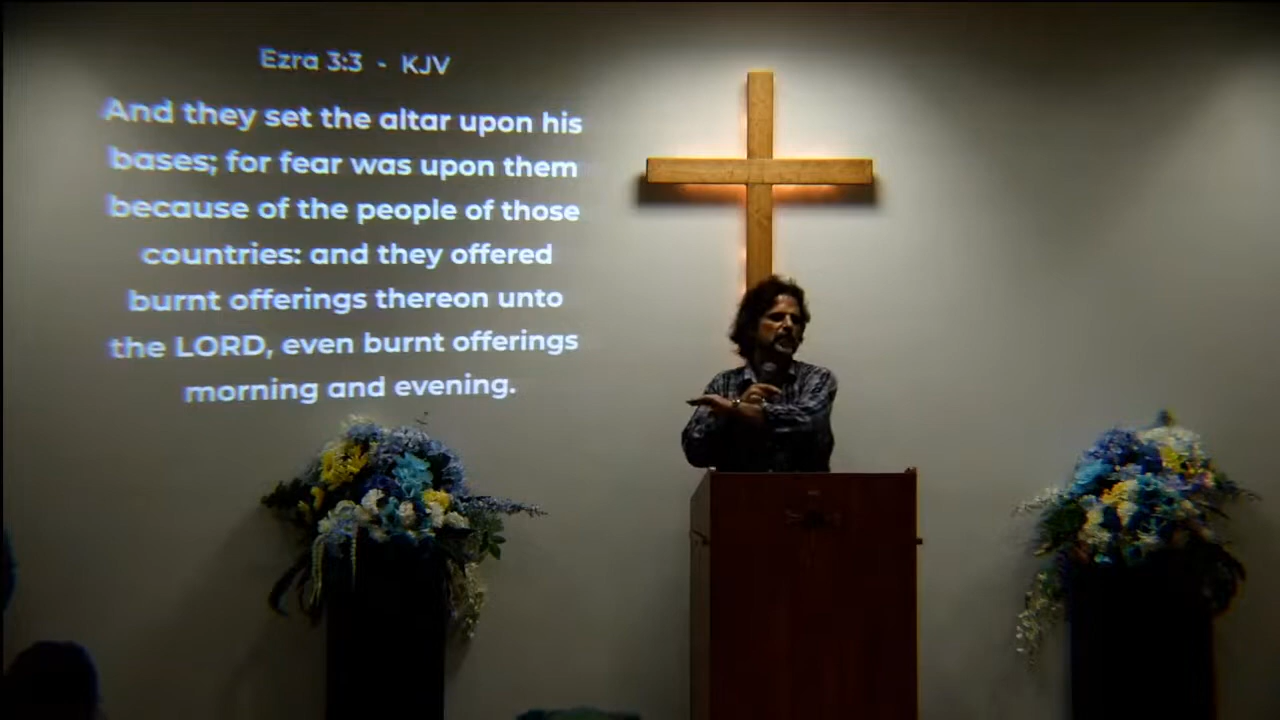 Ezra 3:3 - KJV
And they set the altar upon his
bases; for fear was upon them
because of the people of those
countries: and they offered
burnt offerings thereon unto
the LORD, even burnt offerings
morning and evening.